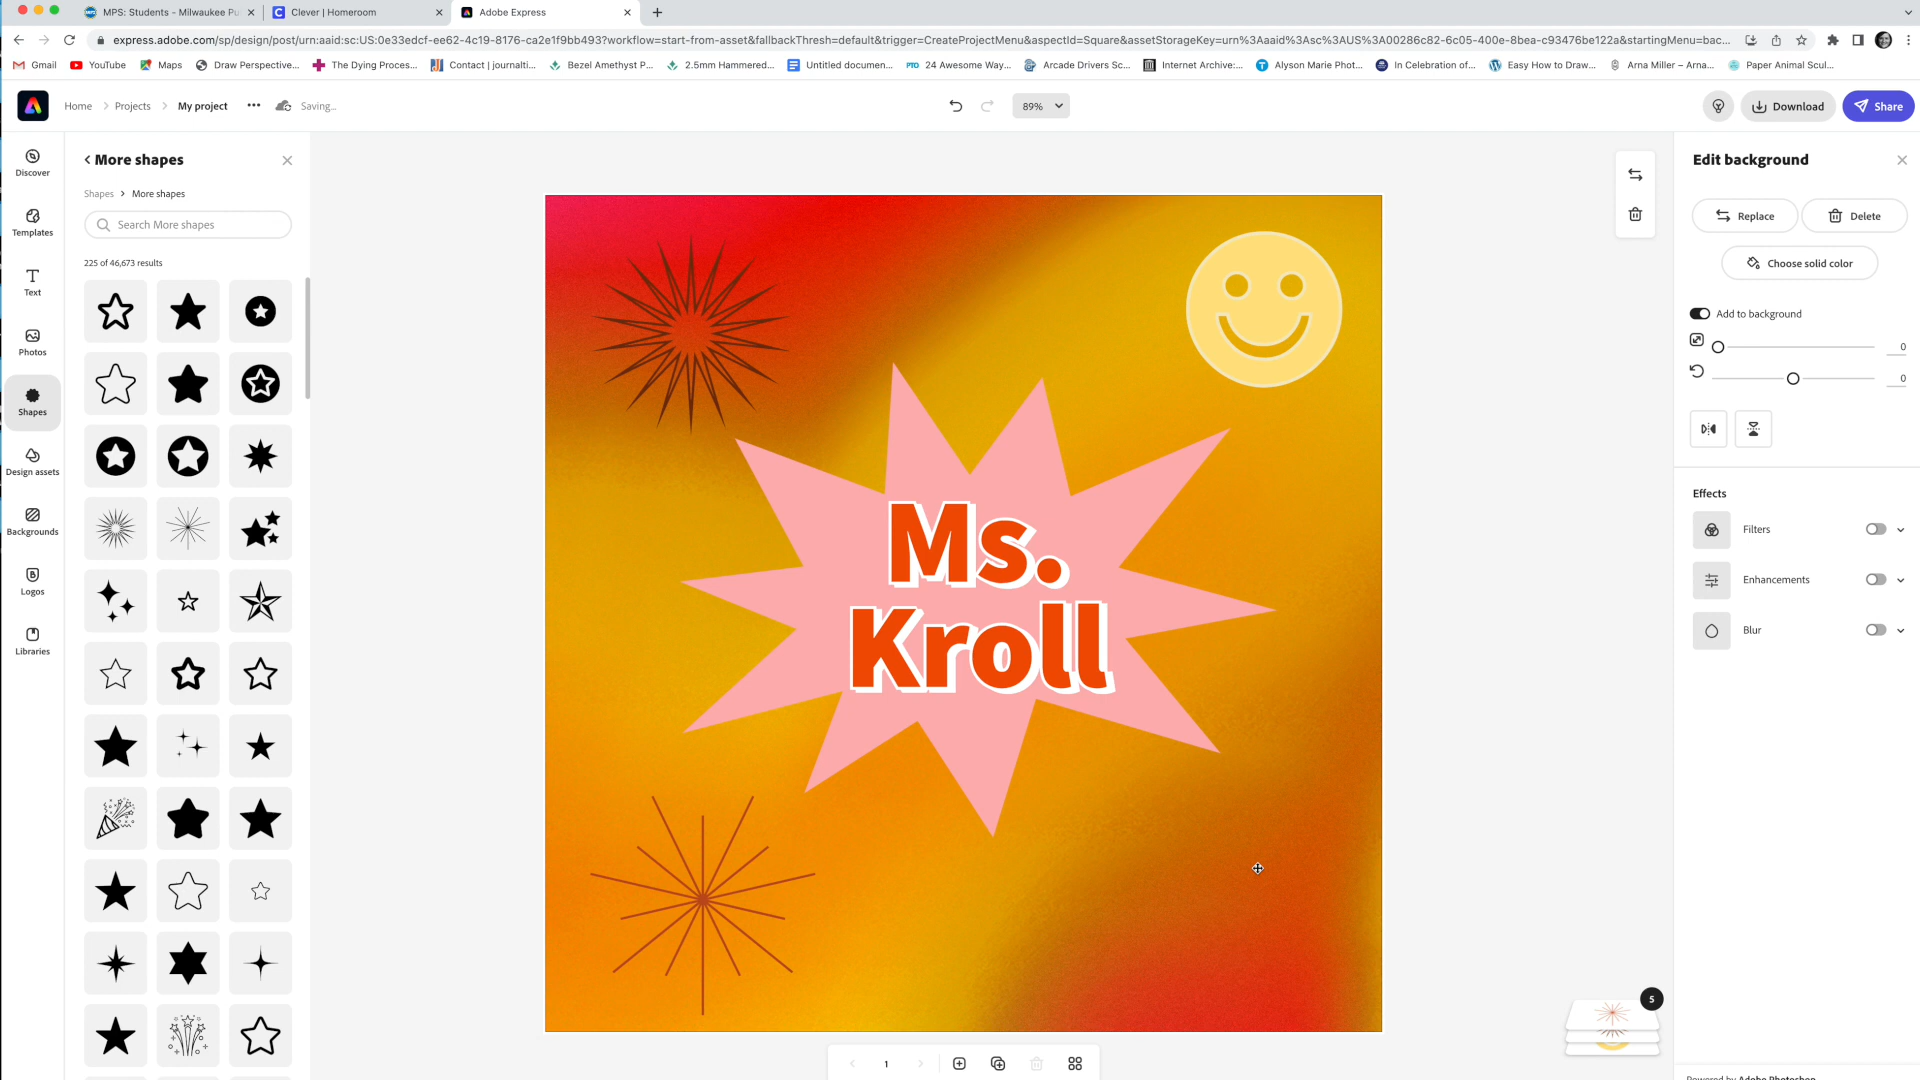 MPS: Students - Milwaukee Pu
Clever | Homeroom
Adobe Express
express.adobe.com/sp/design/post/urn:aaid:sc:US:0e33edcf-ee62-4c19-8176-ca2e1f9bb493?workflow=start-from-asset&fallbackThresh=default&trigger=CreateProjectMenu&aspectId=Square&assetStorageKey=urn%3Aaaid%3Asc%3AUS%3A00286c82-6c05-400e-8bea-c93476be122a&startingMenu=bac...
Gmail YouTube Maps Draw Perspective... The Dying Proces... Contact | journalti... Bezel Amethyst P... 2.5mm Hammered... Untitled documen... PTO 24 Awesome Way... Arcade Drivers Sc... Internet Archive:... Alyson Marie Phot... In Celebration of... Easy How to Draw... Arna Miller – Arna... Paper Animal Scul...
Home Projects My project ••• Saving... 89% Download Share
Discover
Templates
Text
Photos
Shapes
Design assets
Backgrounds
Logos
Libraries
More shapes
Shapes > More shapes
Search More shapes
225 of 46,673 results
Ms.
Kroll
1
5
Edit background
Replace Delete
Choose solid color
Add to background
0
0
Effects
Filters
Enhancements
Blur
Powered by Adobe Photoshop